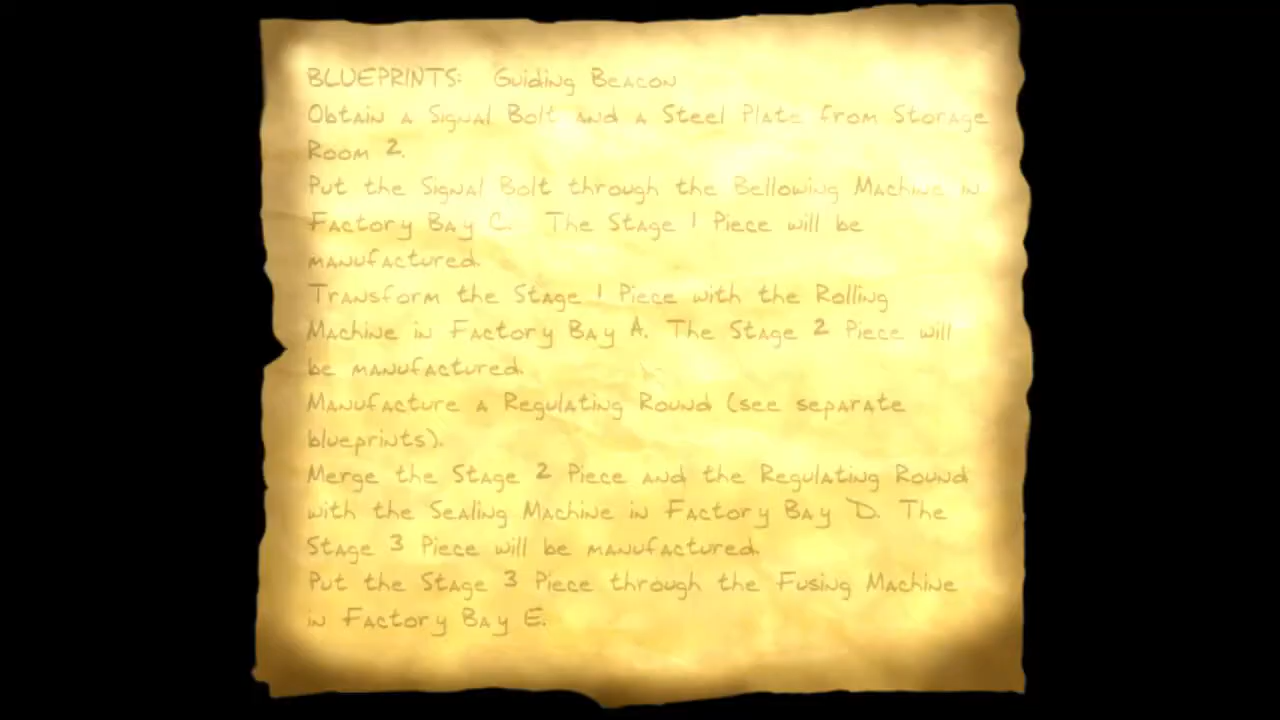 BLUEPRINTS: Guiding Beacon
Obtain a Signal Bolt and a Steel Plate from Storage
Room 2.
Put the Signal Bolt through the Bellowing Machine in
Factory Bay C. The Stage 1 Piece will be
manufactured.
Transform the Stage 1 Piece with the Rolling
Machine in Factory Bay A. The Stage 2 Piece will
be manufactured.
Manufacture a Regulating Round (see separate
blueprints).
Merge the Stage 2 Piece and the Regulating Round
with the Sealing Machine in Factory Bay D. The
Stage 3 Piece will be manufactured.
Put the Stage 3 Piece through the Fusing Machine
in Factory Bay E.